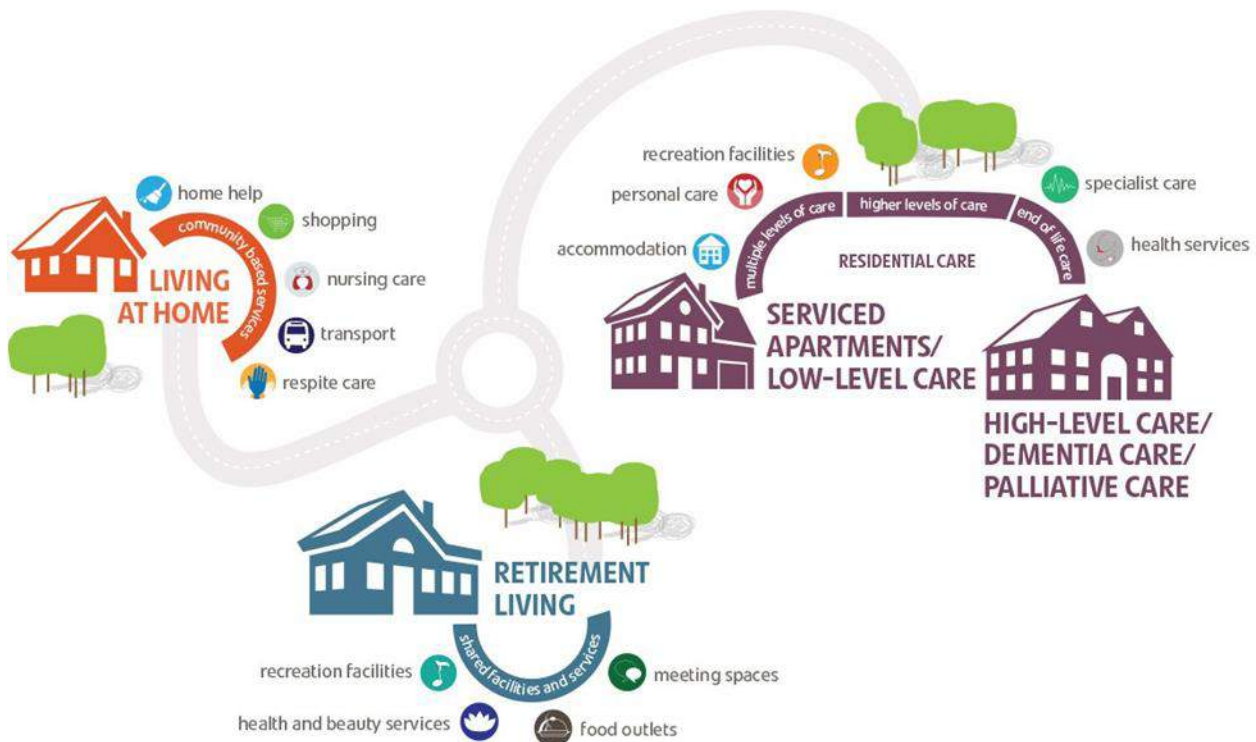 home help
shopping
nursing care
transport
respite care
community based services
LIVING
AT HOME
recreation facilities
personal care
accommodation
multiple levels of care
higher levels of care
end of life care
specialist care
health services
RESIDENTIAL CARE
SERVICED
APARTMENTS/
LOW-LEVEL CARE
HIGH-LEVEL CARE/
DEMENTIA CARE/
PALLIATIVE CARE
RETIREMENT
LIVING
shared facilities and services
recreation facilities
meeting spaces
health and beauty services
food outlets